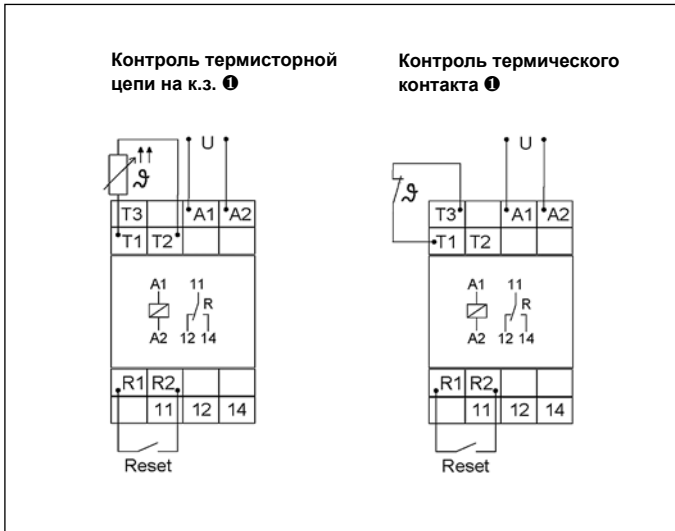 Контроль термисторной
цепи на к.з. ❶
U
ϑ
T3 A1 A2
T1 T2
A1 11
R
A2 12 14
R1 R2
11 12 14
Reset
Контроль термического
контакта ❶
U
ϑ
T3 A1 A2
T1 T2
A1 11
R
A2 12 14
R1 R2
11 12 14
Reset